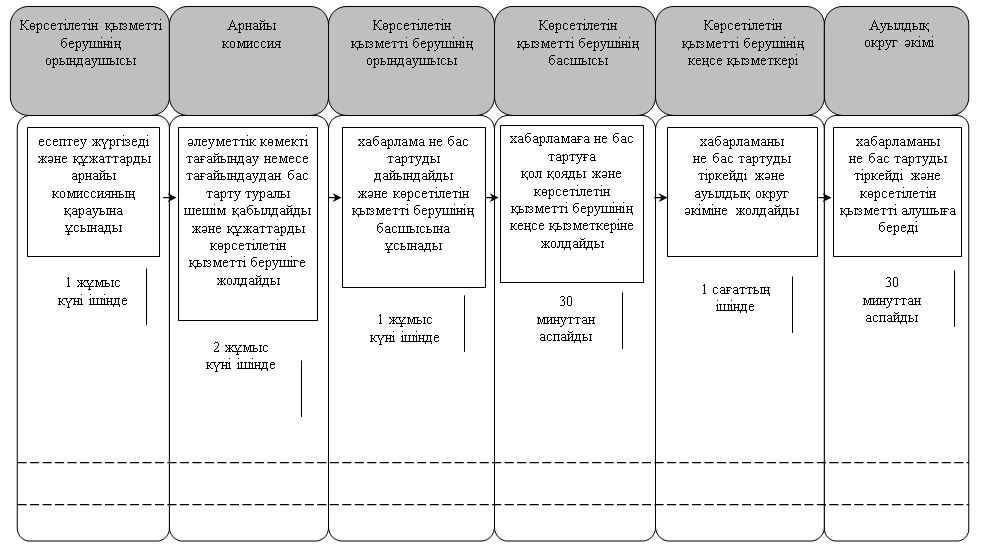 Көрсетілетін қызметті
берушінің
орындаушысы
Арнайы
комиссия
Көрсетілетін
қызметті берушінің
орындаушысы
Көрсетілетін
қызметті берушінің
басшысы
Көрсетілетін
қызметті берушінің
кеңсе қызметкері
Ауылдық
округ әкімі
есептеу жүргізеді
және құжаттарды
арнайы
комиссияның
қарауына
ұсынады
1 жұмыс
күні ішінде
әлеуметтік көмекті
тағайындау немесе
тағайындаудан бас
тарту туралы
шешім қабылдайды
және құжаттарды
көрсетілетін
қызметті берушіге
жолдайды
2 жұмыс
күні ішінде
хабарлама не бас
тартуды
дайындайды
және көрсетілетін
қызметті берушінің
басшысына
ұсынады
1 жұмыс
күні ішінде
хабарламаға не бас
тартуға
қол қояды және
көрсетілетін
қызметті берушінің
кеңсе қызметкеріне
жолдайды
30
минуттан
аспайды
хабарламаны
не бас тартуды
тіркейді және
ауылдық округ
әкіміне жолдайды
1 сағаттың
ішінде
хабарламаны
не бас тартуды
тіркейді және
көрсетілетін
қызметті алушыға
береді
30
минуттан
аспайды